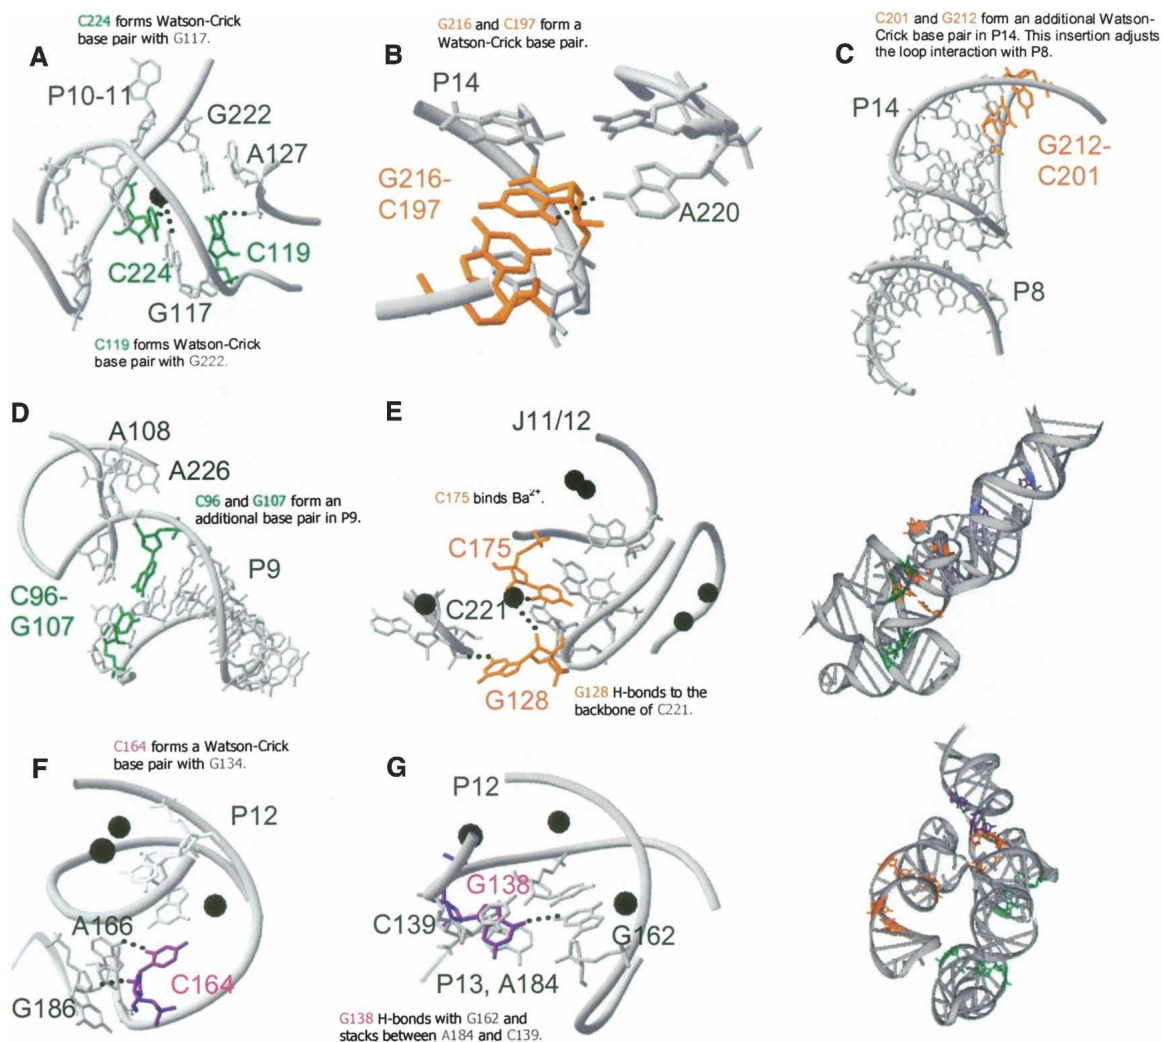 C224 forms Watson-Crick
base pair with G117.
A
P10-11
G222
A127
C224
C119
G117
C119 forms Watson-Crick
base pair with G222.
G216 and C197 form a
Watson-Crick base pair.
B
P14
G216-
C197
A220
C201 and G212 form an additional Watson-
Crick base pair in P14. This insertion adjusts
the loop interaction with P8.
C
P14
G212-
C201
P8
D
A108
A226
C96 and G107 form an
additional base pair in P9.
P9
C96-
G107
E
J11/12
C175 binds Ba2+.
C175
C221
G128
G128 H-bonds to the
backbone of C221.
C164 forms a Watson-Crick
base pair with G134.
F
P12
A166
C164
G186
G
P12
G138
C139
G162
P13, A184
G138 H-bonds with G162 and
stacks between A184 and C139.